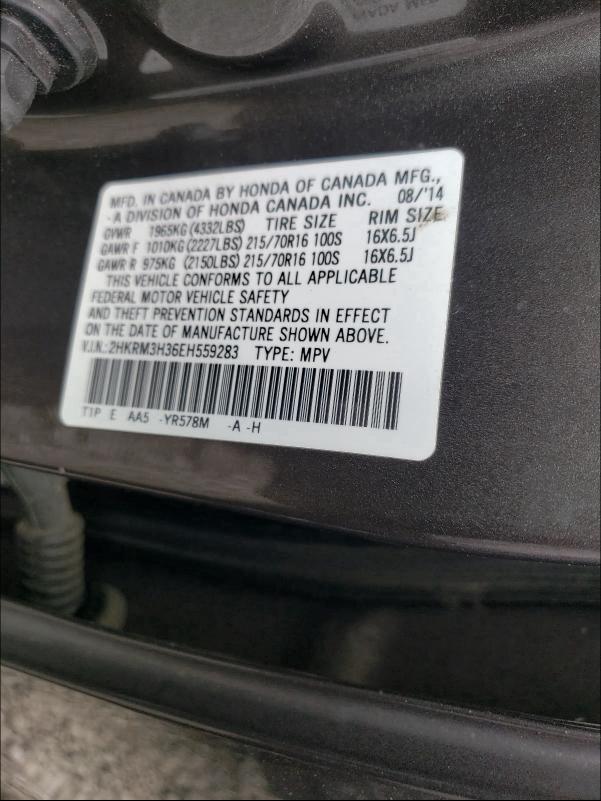 MFD. IN CANADA BY HONDA OF CANADA MFG.,
-A DIVISION OF HONDA CANADA INC. 08/'14
GVWR 1965KG (4332LBS) TIRE SIZE RIM SIZE
GAWR F 1010KG (2227LBS) 215/70R16 100S 16X6.5J
GAWR R 975KG (2150LBS) 215/70R16 100S 16X6.5J
THIS VEHICLE CONFORMS TO ALL APPLICABLE
FEDERAL MOTOR VEHICLE SAFETY
AND THEFT PREVENTION STANDARDS IN EFFECT
ON THE DATE OF MANUFACTURE SHOWN ABOVE.
V.I.N.: 2HKRM3H36EH559283 TYPE: MPV
T1P E AA5 -YR578M -A -H